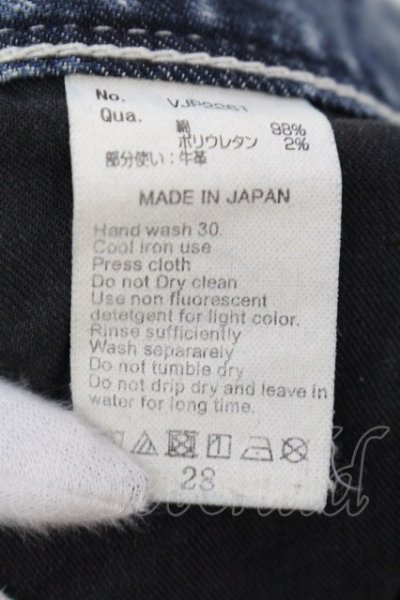 No. VJP2261
Qua. 綿 98%
ポリウレタン 2%
部分使い:牛革
MADE IN JAPAN
Hand wash 30.
Cool iron use
Press cloth
Do not Dry clean
Use non fluorescent
detetgent for light color.
Rinse sufficiently
Wash separarely
Do not tumble dry
Do not drip dry and leave in
water for long time.
28